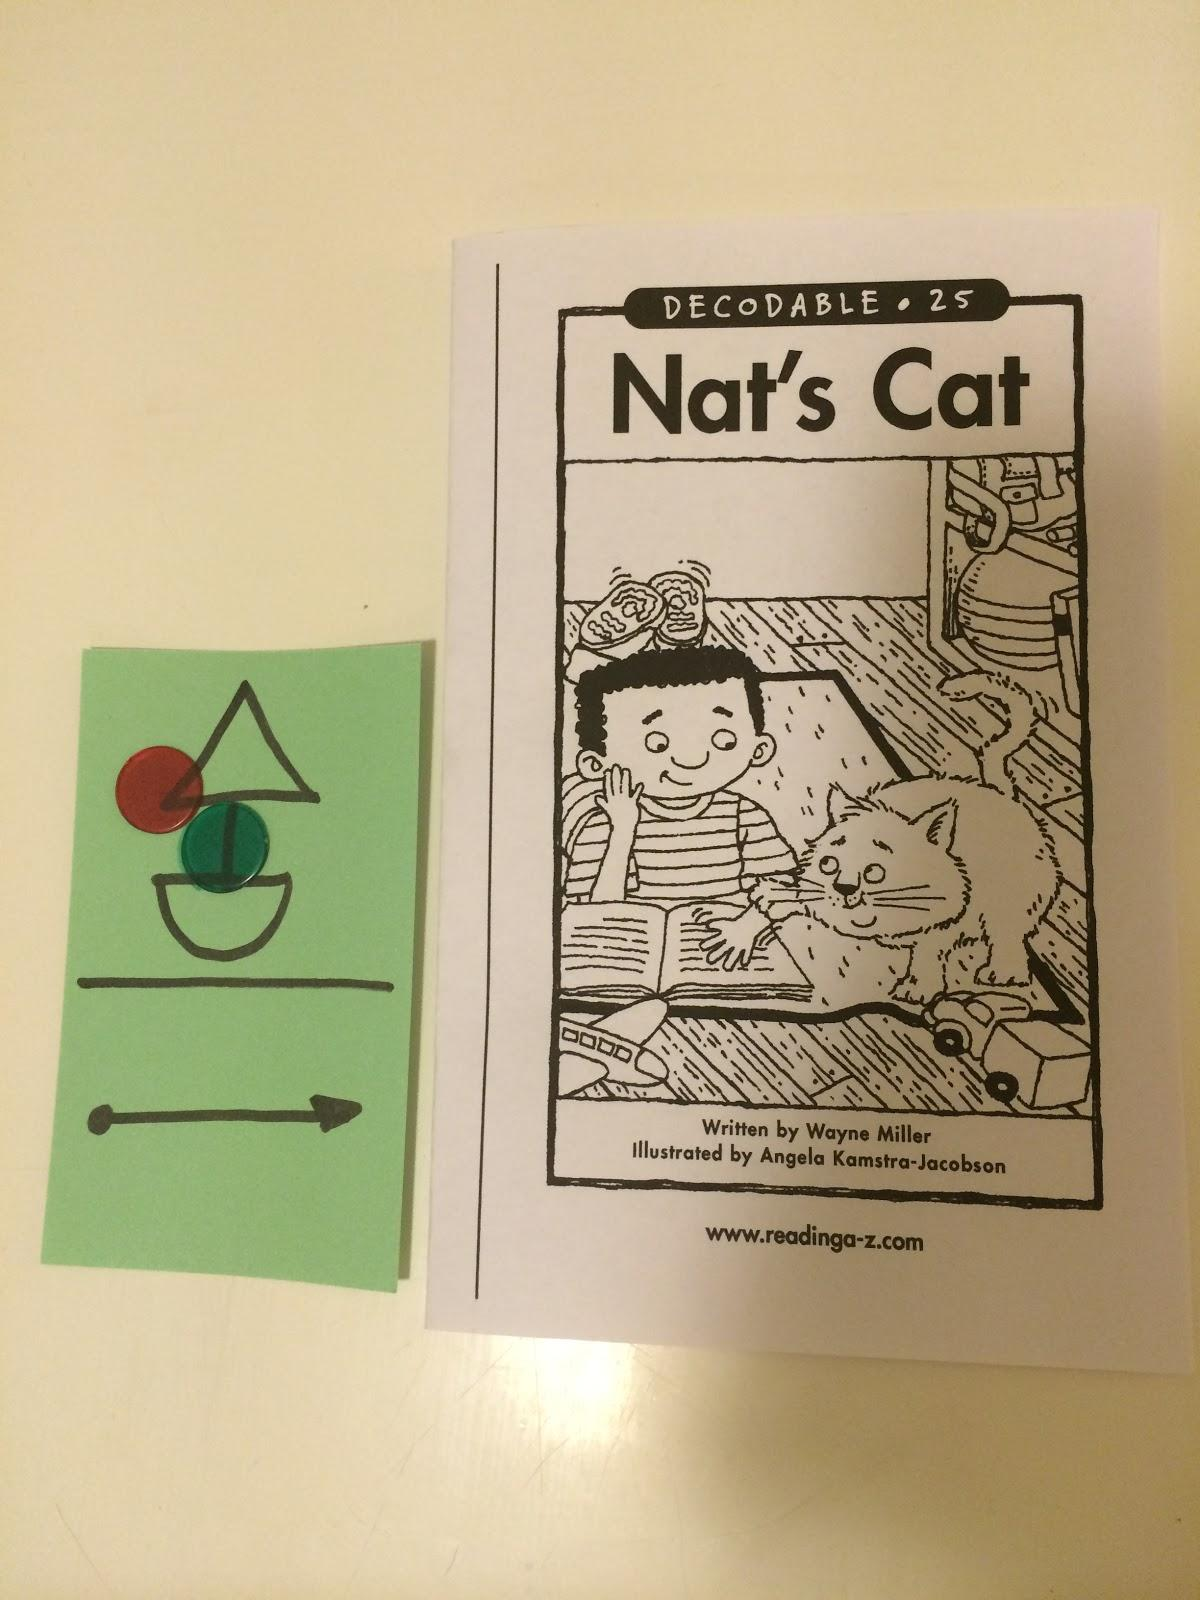 DECODABLE • 25
Nat's Cat
Written by Wayne Miller
Illustrated by Angela Kamstra-Jacobson
www.readinga-z.com